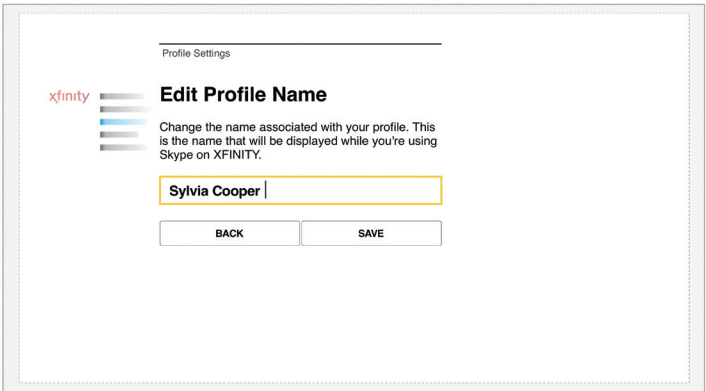 Profile Settings
xfinity
Edit Profile Name
Change the name associated with your profile. This
is the name that will be displayed while you're using
Skype on XFINITY.
Sylvia Cooper
BACK
SAVE